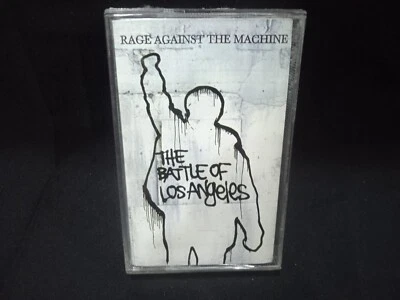 RAGE AGAINST THE MACHINE
THE
BATTLE OF
LOS ANGeLes